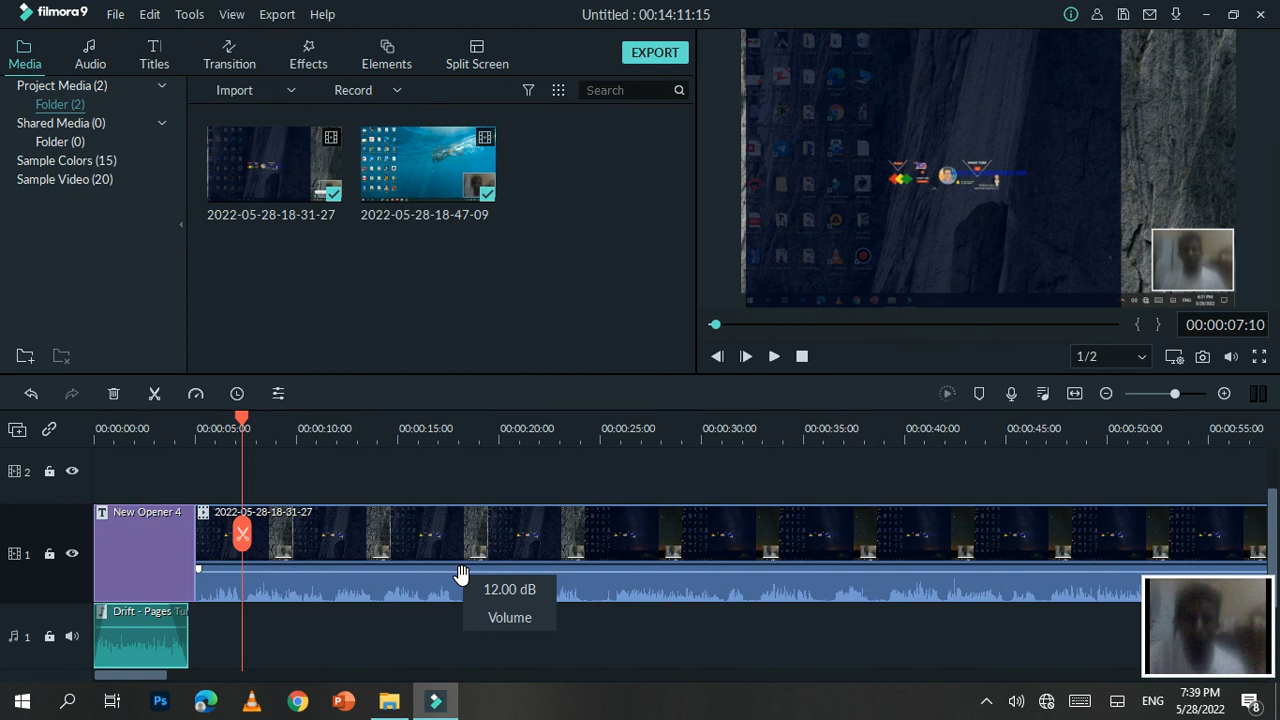 filmora9
File Edit Tools View Export Help
Untitled : 00:14:11:15
Media Audio Titles Transition Effects Elements Split Screen
EXPORT
Project Media (2)
Folder (2)
Shared Media (0)
Folder (0)
Sample Colors (15)
Sample Video (20)
Import Record Search
2022-05-28-18-31-27
2022-05-28-18-47-09
00:00:07:10
1/2
00:00:00:00 00:00:05:00 00:00:10:00 00:00:15:00 00:00:20:00 00:00:25:00 00:00:30:00 00:00:35:00 00:00:40:00 00:00:45:00 00:00:50:00 00:00:55:00
2
New Opener 4 2022-05-28-18-31-27
1
12.00 dB
Volume
Drift - Pages Tu
1
ENG
7:39 PM
5/28/2022
8